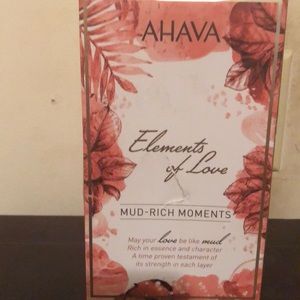 AHAVA
Elements
of Love
MUD-RICH MOMENTS
May your love be like mud
Rich in essence and character
A time proven testament of
its strength in each layer